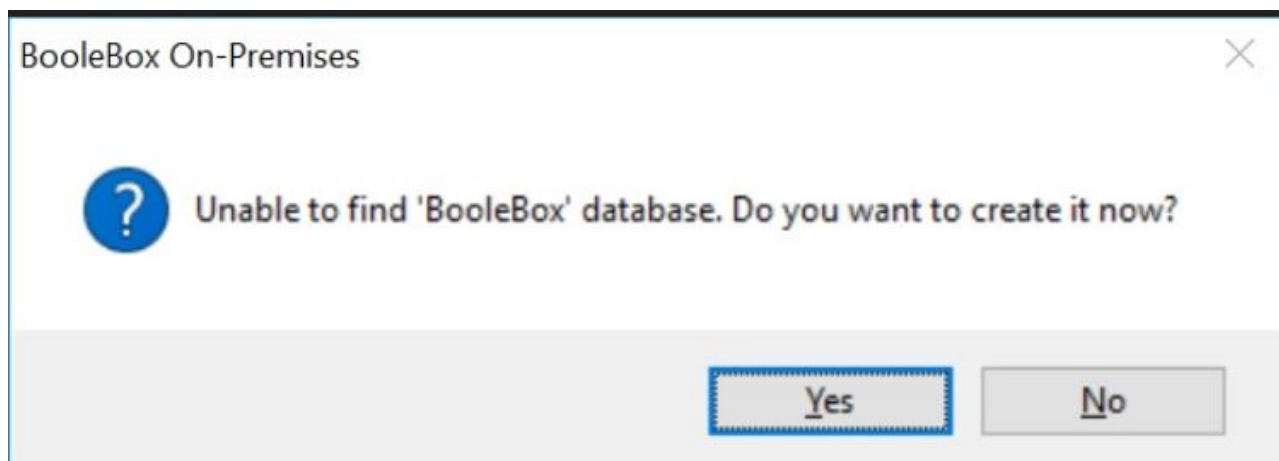 BooleBox On-Premises
?
Unable to find 'BooleBox' database. Do you want to create it now?
Yes
No